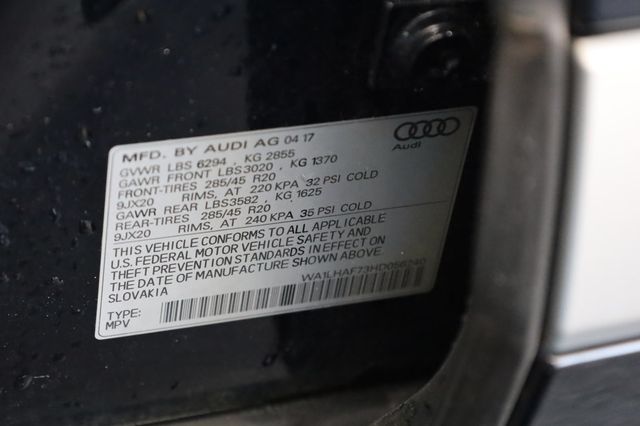 MFD. BY AUDI AG 04 17
GVWR LBS 6294 , KG 2855
GAWR FRONT LBS3020 , KG 1370
FRONT-TIRES 285/45 R20
9JX20 RIMS, AT 220 KPA 32 PSI COLD
GAWR REAR LBS3582 , KG 1625
REAR-TIRES 285/45 R20
9JX20 RIMS, AT 240 KPA 35 PSI COLD
THIS VEHICLE CONFORMS TO ALL APPLICABLE
U.S. FEDERAL MOTOR VEHICLE SAFETY AND
THEFT PREVENTION STANDARDS IN EFFECT ON
THE DATE OF MANUFACTURE SHOWN ABOVE
SLOVAKIA
WA1LHAF73HD056240
TYPE:
MPV
Audi